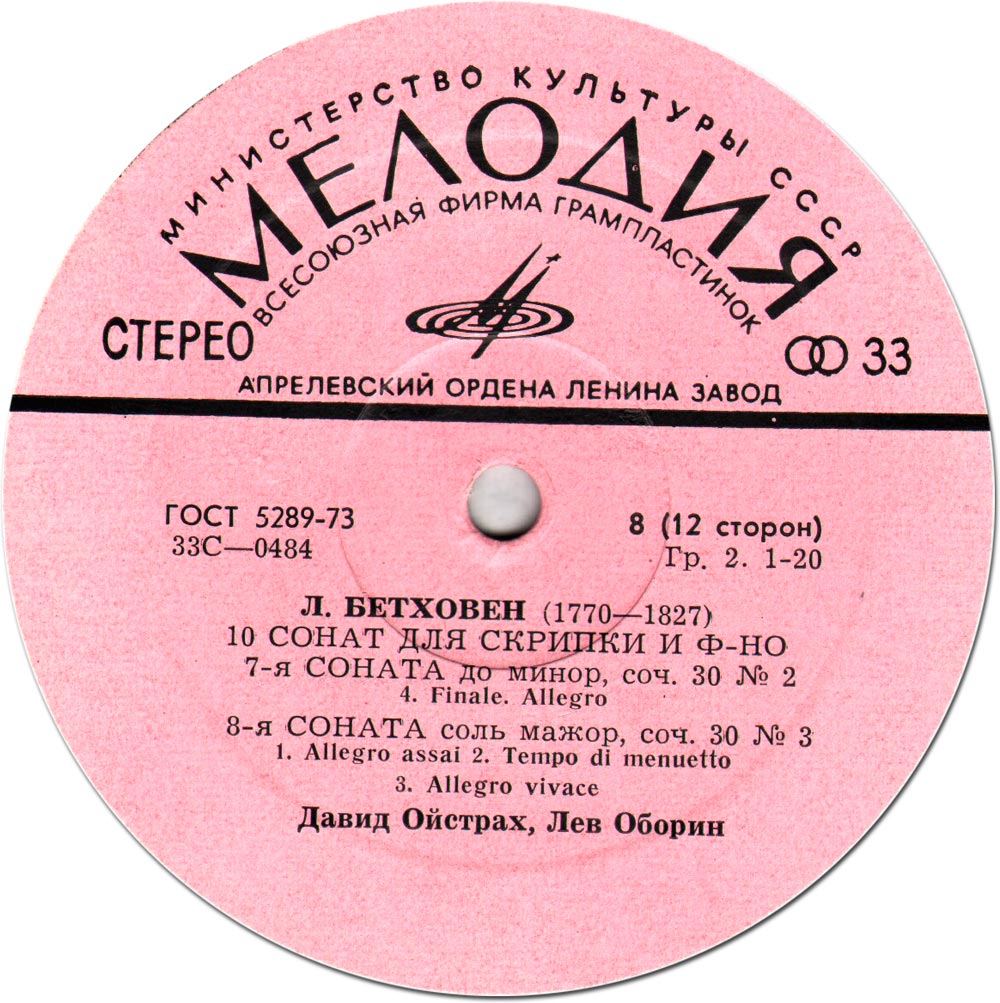 МИНИСТЕРСТВО КУЛЬТУРЫ СССР
МЕЛОДИЯ
ВСЕСОЮЗНАЯ ФИРМА ГРАМПЛАСТИНОК
СТЕРЕО
33
АПРЕЛЕВСКИЙ ОРДЕНА ЛЕНИНА ЗАВОД
ГОСТ 5289-73
8 (12 сторон)
33С—0484
Гр. 2. 1-20
Л. БЕТХОВЕН (1770—1827)
10 СОНАТ ДЛЯ СКРИПКИ И Ф-НО
7-я СОНАТА до минор, соч. 30 № 2
4. Finale. Allegro
8-я СОНАТА соль мажор, соч. 30 № 3
1. Allegro assai 2. Tempo di menuetto
3. Allegro vivace
Давид Ойстрах, Лев Оборин